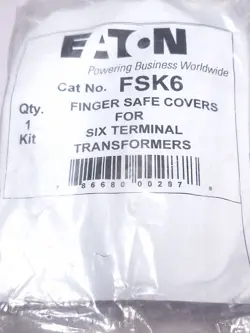 EATON
Powering Business Worldwide
Cat No. FSK6
Qty. FINGER SAFE COVERS
1 FOR
Kit SIX TERMINAL
TRANSFORMERS